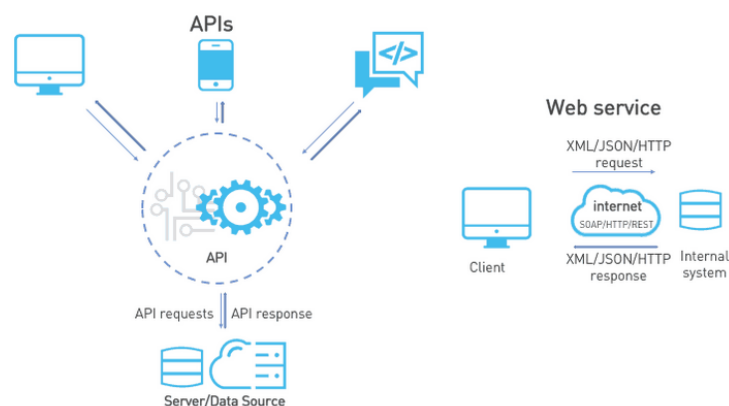 APIs
</>
API
API requests
API response
Server/Data Source
Web service
XML/JSON/HTTP
request
internet
SOAP/HTTP/REST
Client
XML/JSON/HTTP
response
Internal
system